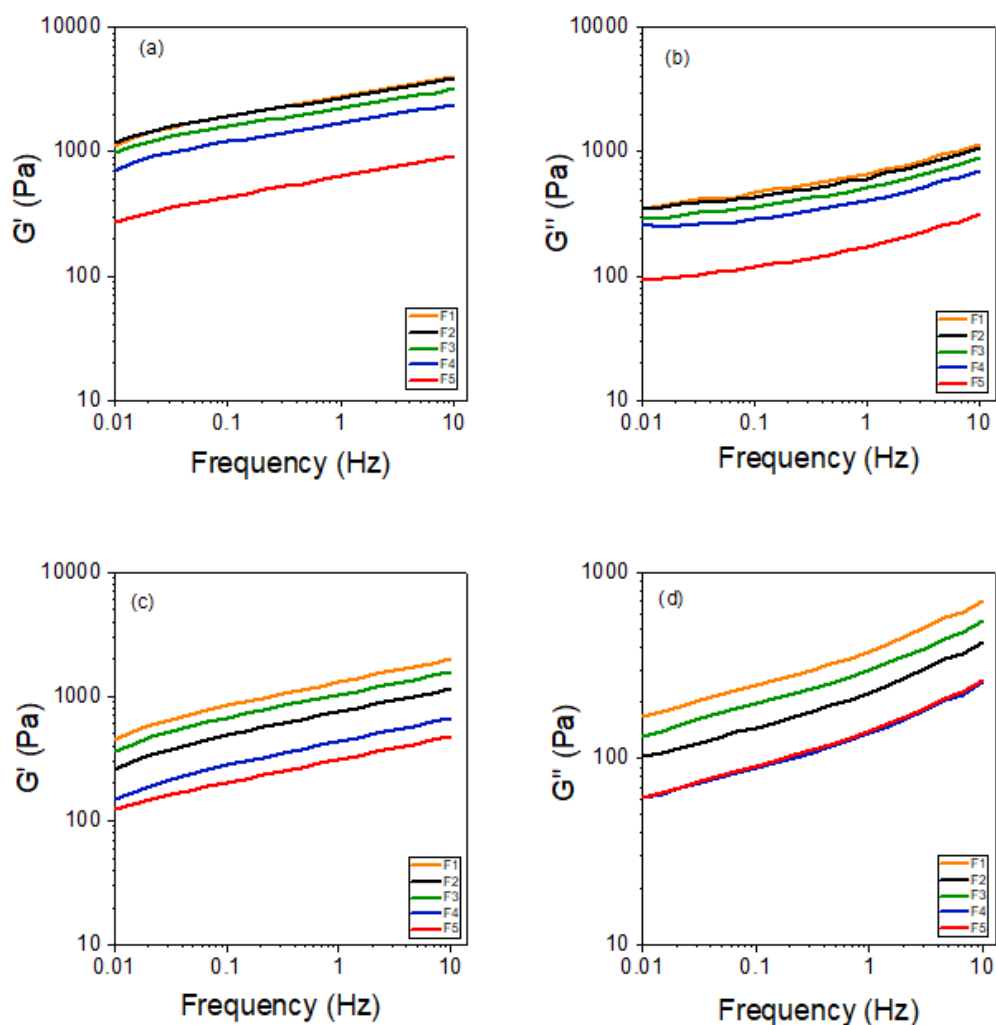 (a)
10000
1000
100
10
G' (Pa)
0.01 0.1 1 10
Frequency (Hz)
F1
F2
F3
F4
F5
(b)
10000
1000
100
10
G'' (Pa)
0.01 0.1 1 10
Frequency (Hz)
F1
F2
F3
F4
F5
(c)
10000
1000
100
10
G' (Pa)
0.01 0.1 1 10
Frequency (Hz)
F1
F2
F3
F4
F5
(d)
1000
100
10
G'' (Pa)
0.01 0.1 1 10
Frequency (Hz)
F1
F2
F3
F4
F5